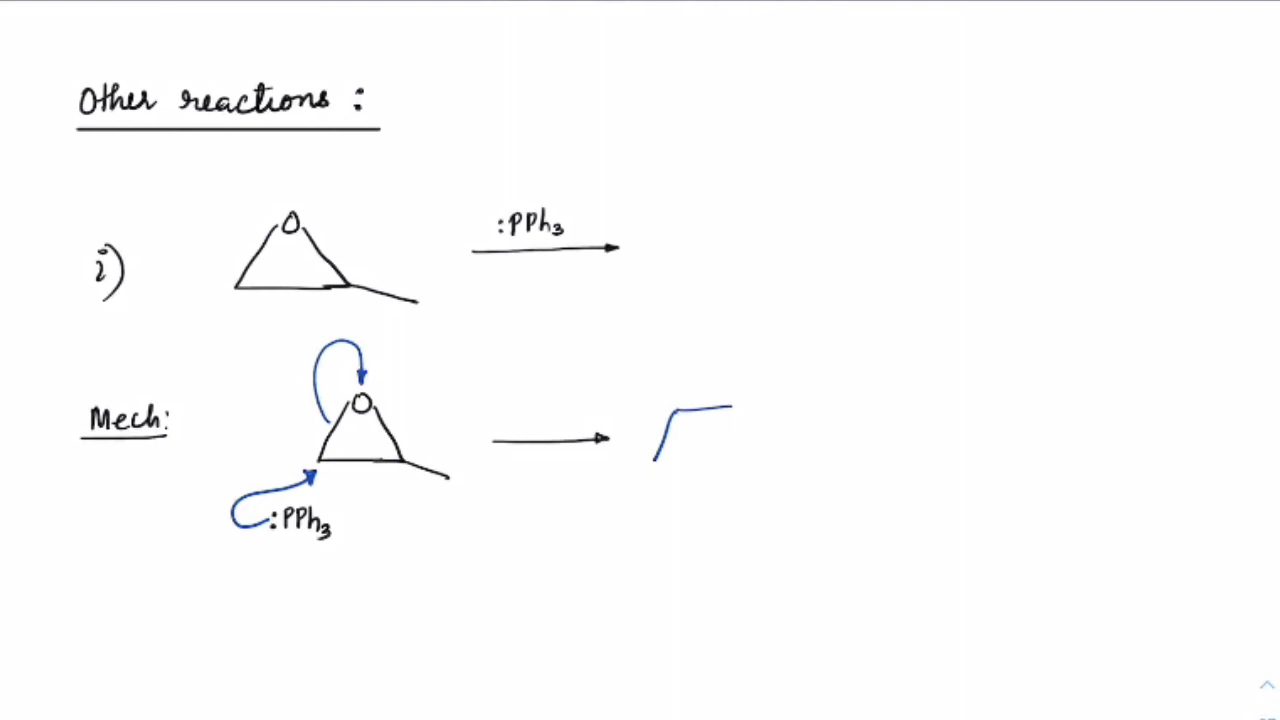 Other reactions :
i)
O
:PPh₃
Mech:
O
:PPh₃